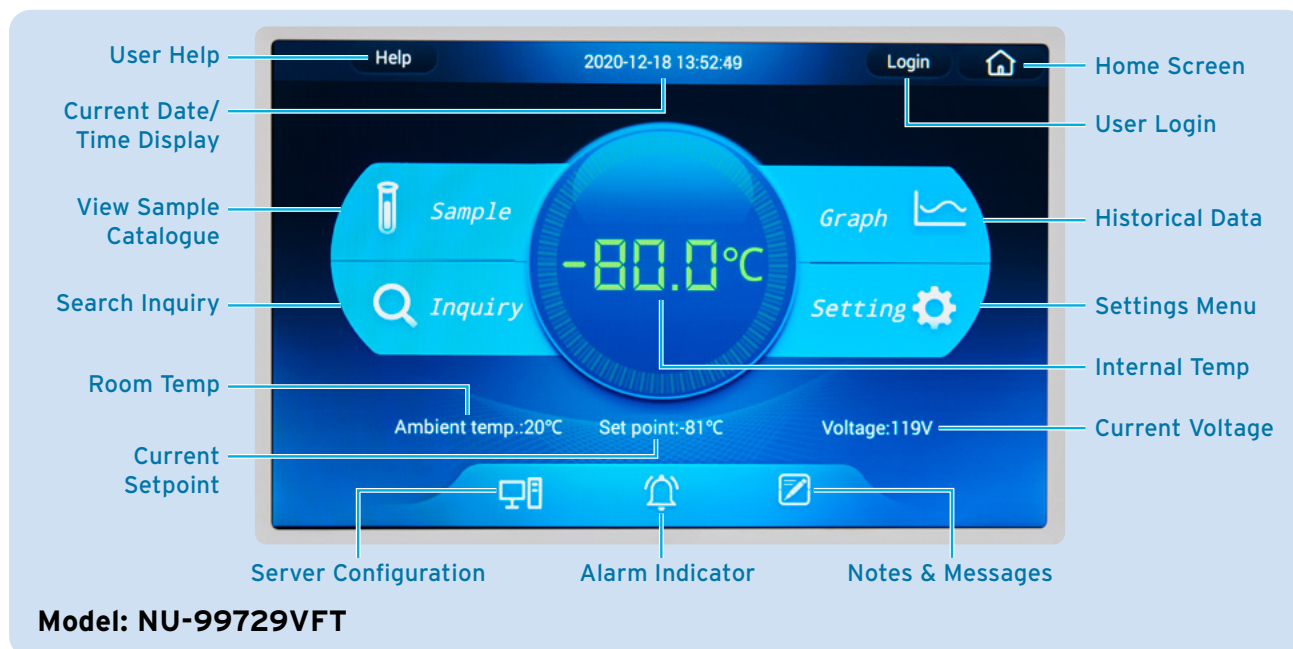 User Help
Help
2020-12-18 13:52:49
Login
Home Screen
Current Date/
Time Display
User Login
View Sample
Catalogue
Sample
Graph
Historical Data
-80.0°C
Search Inquiry
Inquiry
Setting
Settings Menu
Room Temp
Internal Temp
Ambient temp.:20℃
Set point:-81℃
Voltage:119V
Current Voltage
Current
Setpoint
Server Configuration
Alarm Indicator
Notes & Messages
Model: NU-99729VFT